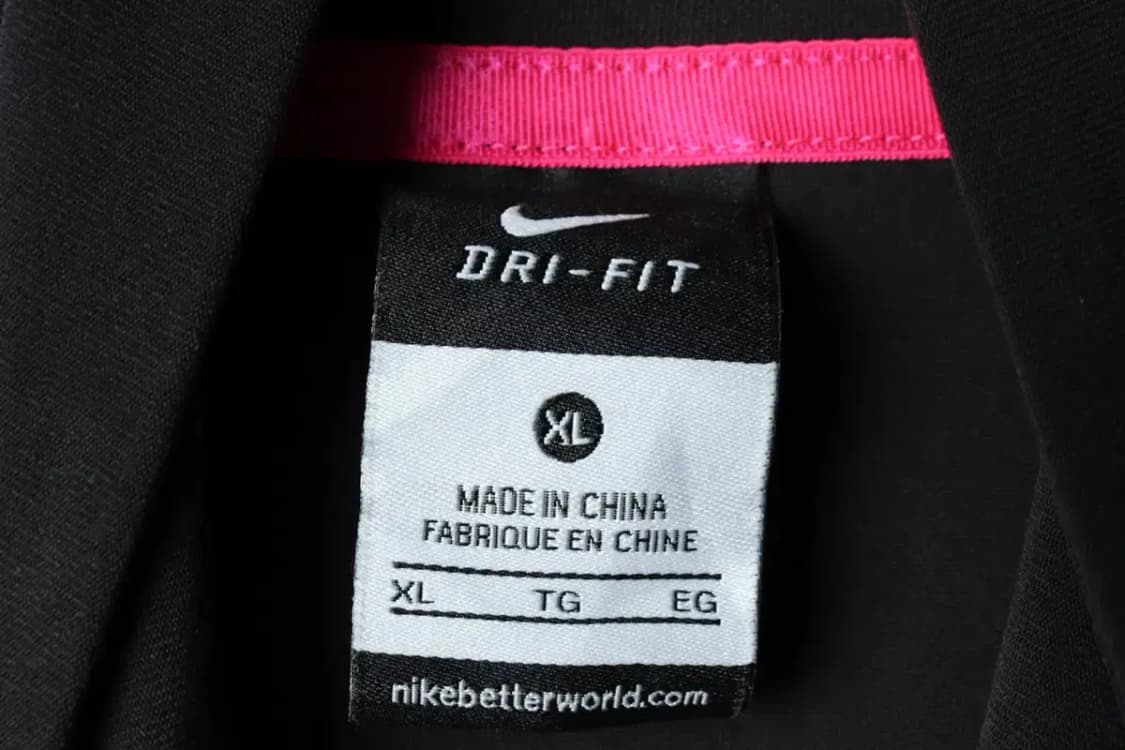 DRI-FIT
XL
MADE IN CHINA
FABRIQUE EN CHINE
XL TG EG
nikebetterworld.com